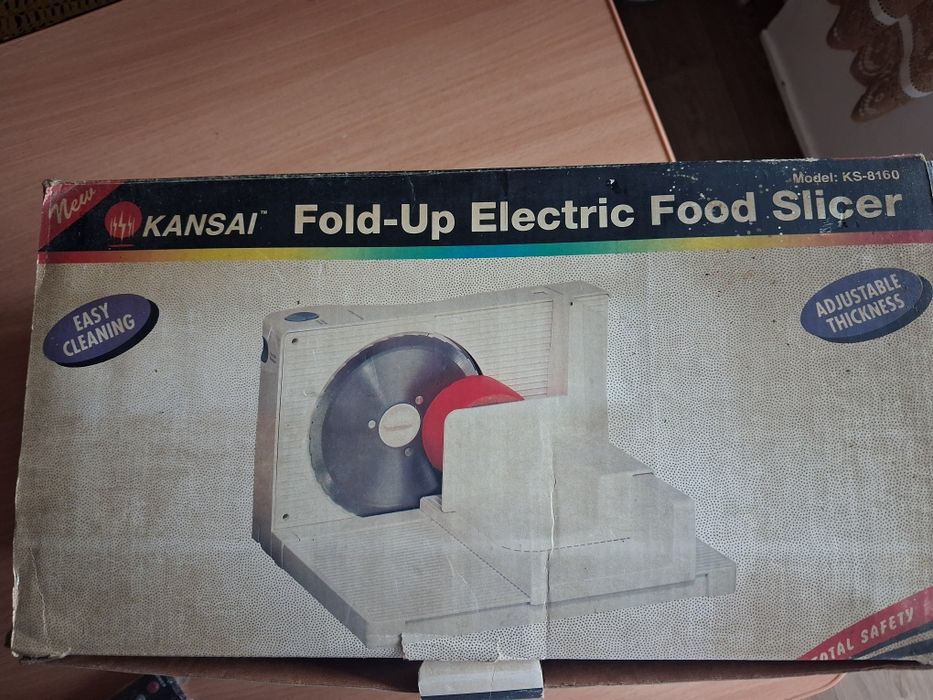 New
KANSAI™
Fold-Up Electric Food Slicer
Model: KS-8160
EASY
CLEANING
ADJUSTABLE
THICKNESS
TOTAL SAFETY